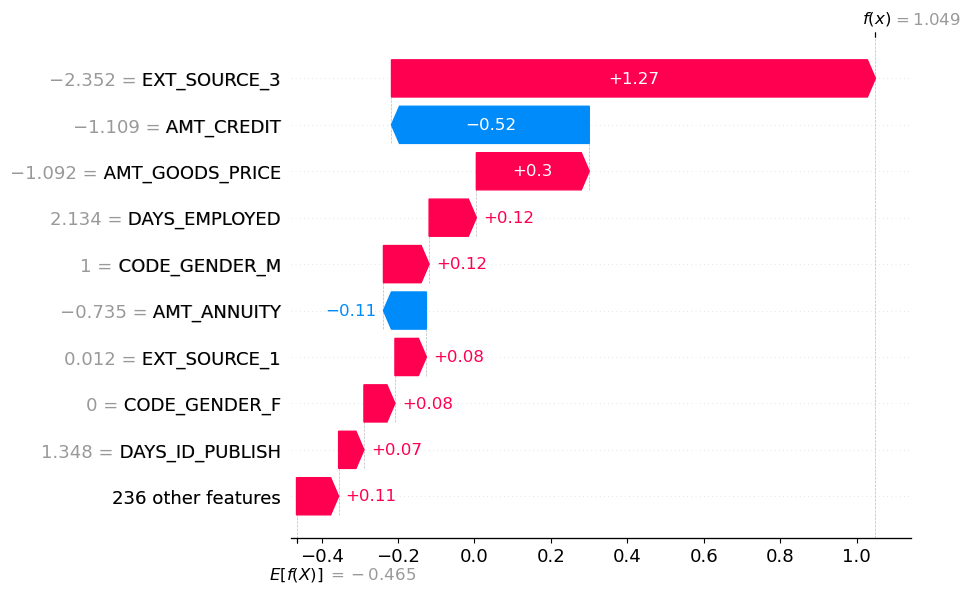 f(x) = 1.049
−2.352 = EXT_SOURCE_3 +1.27
−1.109 = AMT_CREDIT −0.52
−1.092 = AMT_GOODS_PRICE +0.3
2.134 = DAYS_EMPLOYED +0.12
1 = CODE_GENDER_M +0.12
−0.735 = AMT_ANNUITY −0.11
0.012 = EXT_SOURCE_1 +0.08
0 = CODE_GENDER_F +0.08
1.348 = DAYS_ID_PUBLISH +0.07
236 other features +0.11
−0.4 −0.2 0.0 0.2 0.4 0.6 0.8 1.0
E[f(X)] = −0.465